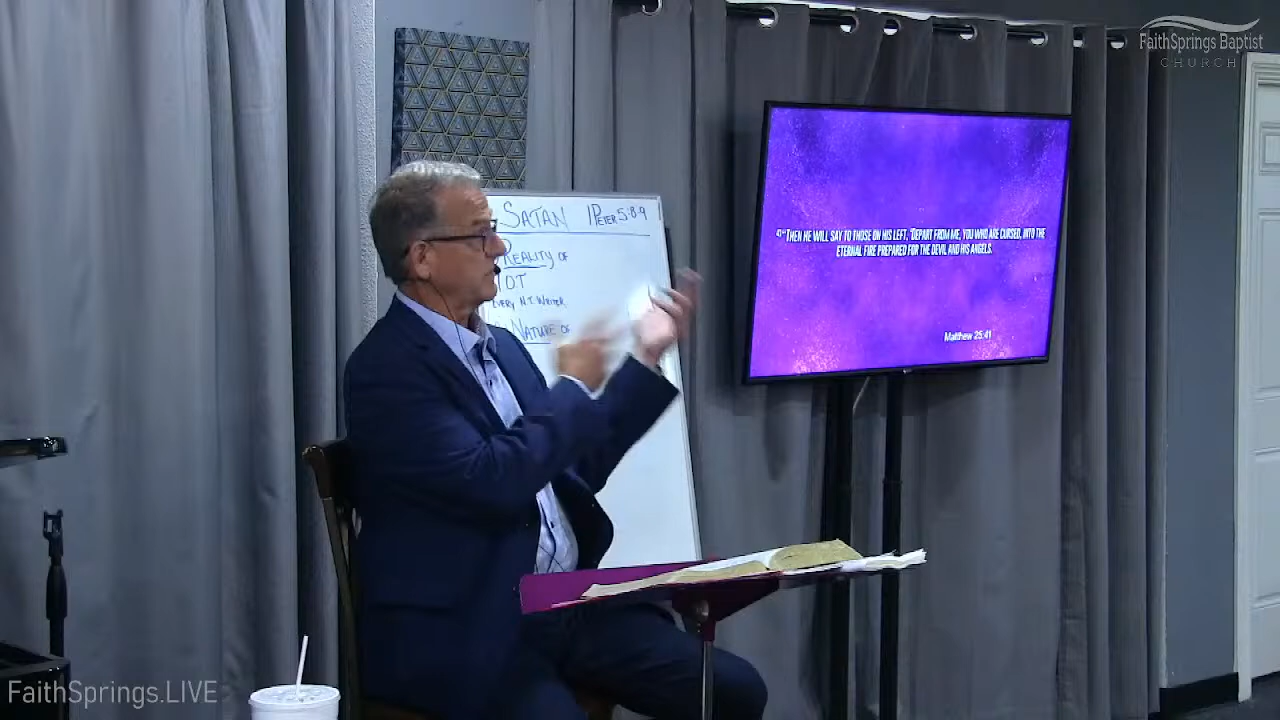 FaithSprings Baptist
CHURCH
SATAN 1 PETER 5:8-9
REALITY OF
OT
EVERY N.T. WRITER
NATURE OF
41 "THEN HE WILL SAY TO THOSE ON HIS LEFT, 'DEPART FROM ME, YOU WHO ARE CURSED, INTO THE
ETERNAL FIRE PREPARED FOR THE DEVIL AND HIS ANGELS.
Matthew 25:41
FaithSprings.LIVE